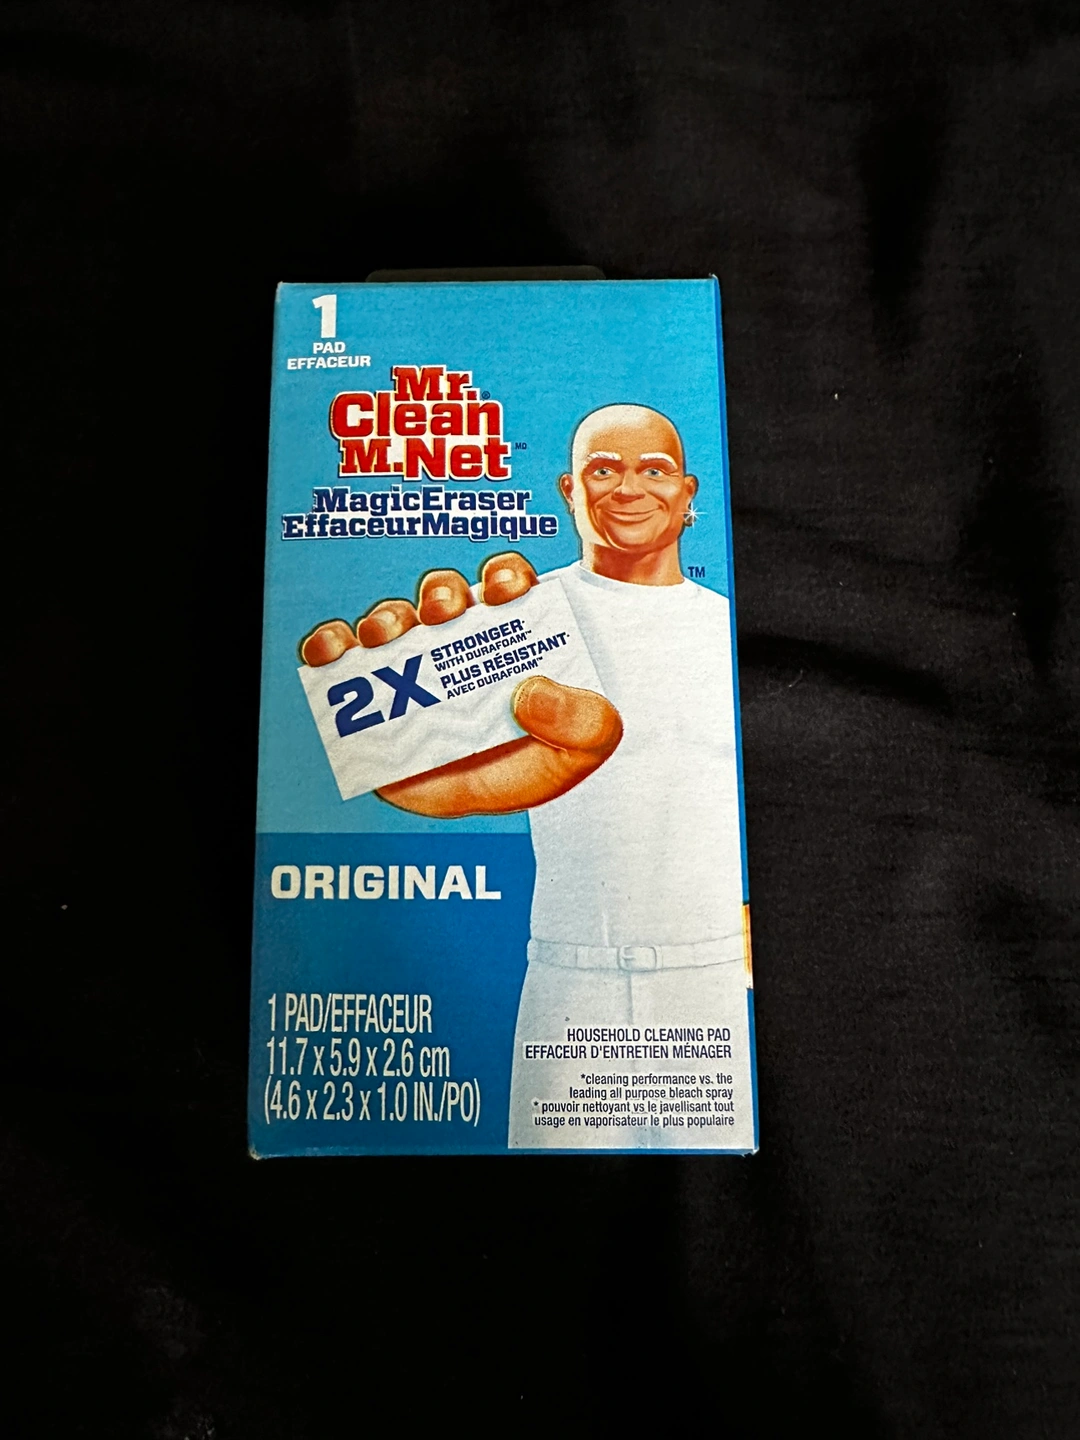 1
PAD
EFFACEUR
Mr.®
Clean
M.Net MD
MagicEraser
EffaceurMagique
TM
2X
STRONGER*
WITH DURAFOAM™
PLUS RÉSISTANT*
AVEC DURAFOAM™
ORIGINAL
1 PAD/EFFACEUR
11.7 x 5.9 x 2.6 cm
(4.6 x 2.3 x 1.0 IN./PO)
HOUSEHOLD CLEANING PAD
EFFACEUR D'ENTRETIEN MÉNAGER
*cleaning performance vs. the
leading all purpose bleach spray
* pouvoir nettoyant vs le javellisant tout
usage en vaporisateur le plus populaire